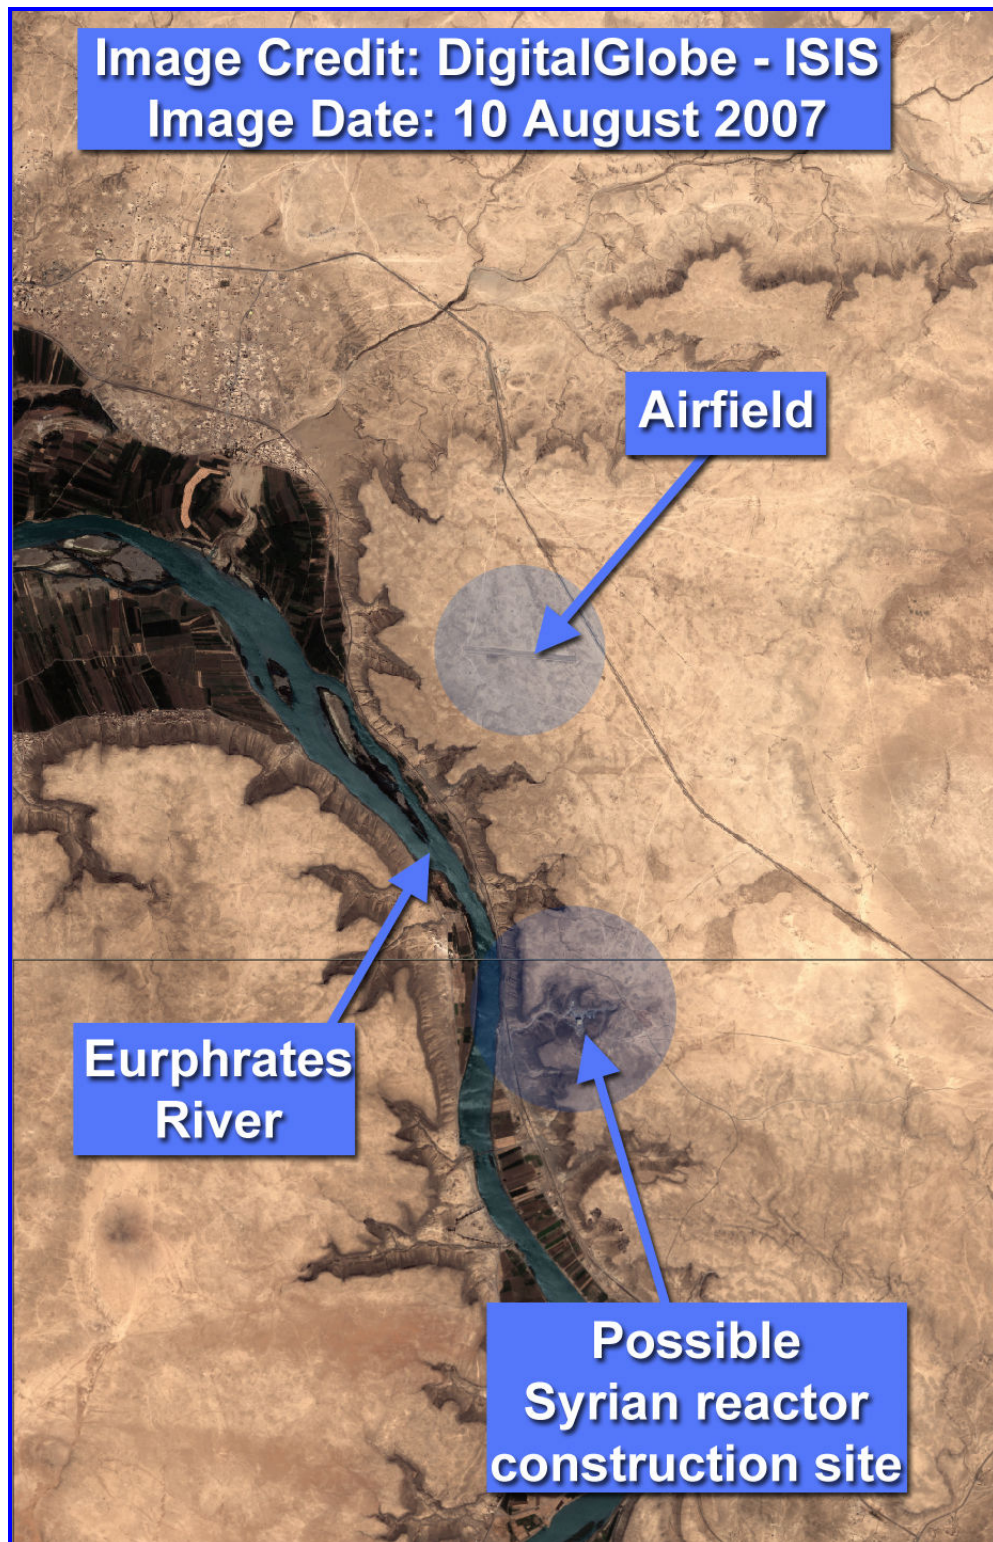 Image Credit: DigitalGlobe - ISIS
Image Date: 10 August 2007
Airfield
Eurphrates
River
Possible
Syrian reactor
construction site